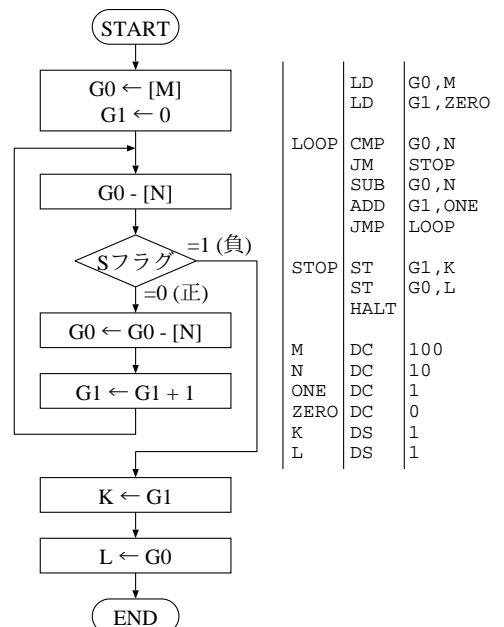 START
G0 ← [M]
G1 ← 0
G0 - [N]
Sフラグ
=1 (負)
=0 (正)
G0 ← G0 - [N]
G1 ← G1 + 1
K ← G1
L ← G0
END
LD G0,M
LD G1,ZERO
LOOP CMP G0,N
JM STOP
SUB G0,N
ADD G1,ONE
JMP LOOP
STOP ST G1,K
ST G0,L
HALT
M DC 100
N DC 10
ONE DC 1
ZERO DC 0
K DS 1
L DS 1